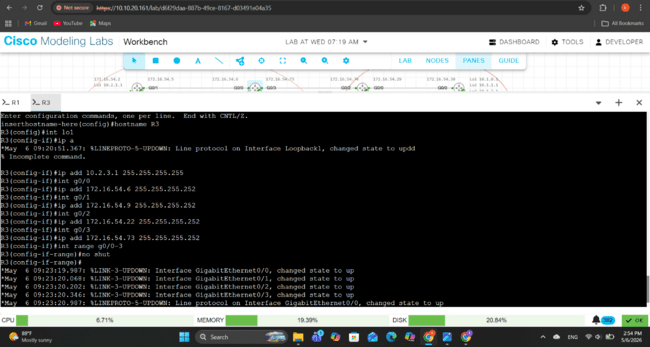 Not secure https://10.10.20.161/lab/d6f29daa-887b-49ce-8167-d03491e04a35
Gmail YouTube Maps All Bookmarks
Cisco Modeling Labs Workbench LAB AT WED 07:19 AM DASHBOARD TOOLS DEVELOPER
LAB NODES PANES GUIDE
R1 R3
Enter configuration commands, one per line.  End with CNTL/Z.
inserthostname-here(config)#hostname R3
R3(config)#int lo1
R3(config-if)#ip a
*May  6 09:20:51.367: %LINEPROTO-5-UPDOWN: Line protocol on Interface Loopback1, changed state to updd
% Incomplete command.
R3(config-if)#ip add 10.2.3.1 255.255.255.255
R3(config-if)#int g0/0
R3(config-if)#ip add 172.16.54.6 255.255.255.252
R3(config-if)#int g0/1
R3(config-if)#ip add 172.16.54.9 255.255.255.252
R3(config-if)#int g0/2
R3(config-if)#ip add 172.16.54.22 255.255.255.252
R3(config-if)#int g0/3
R3(config-if)#ip add 172.16.54.73 255.255.255.252
R3(config-if)#int range g0/0-3
R3(config-if-range)#no shut
R3(config-if-range)#
*May  6 09:23:19.987: %LINK-3-UPDOWN: Interface GigabitEthernet0/0, changed state to up
*May  6 09:23:20.068: %LINK-3-UPDOWN: Interface GigabitEthernet0/1, changed state to up
*May  6 09:23:20.202: %LINK-3-UPDOWN: Interface GigabitEthernet0/2, changed state to up
*May  6 09:23:20.346: %LINK-3-UPDOWN: Interface GigabitEthernet0/3, changed state to up
*May  6 09:23:20.987: %LINEPROTO-5-UPDOWN: Line protocol on Interface GigabitEthernet0/0, changed state to up
CPU 6.71% MEMORY 19.39% DISK 20.84% OK
99°F
Mostly sunny
Search
ENG
2:54 PM
5/6/2026